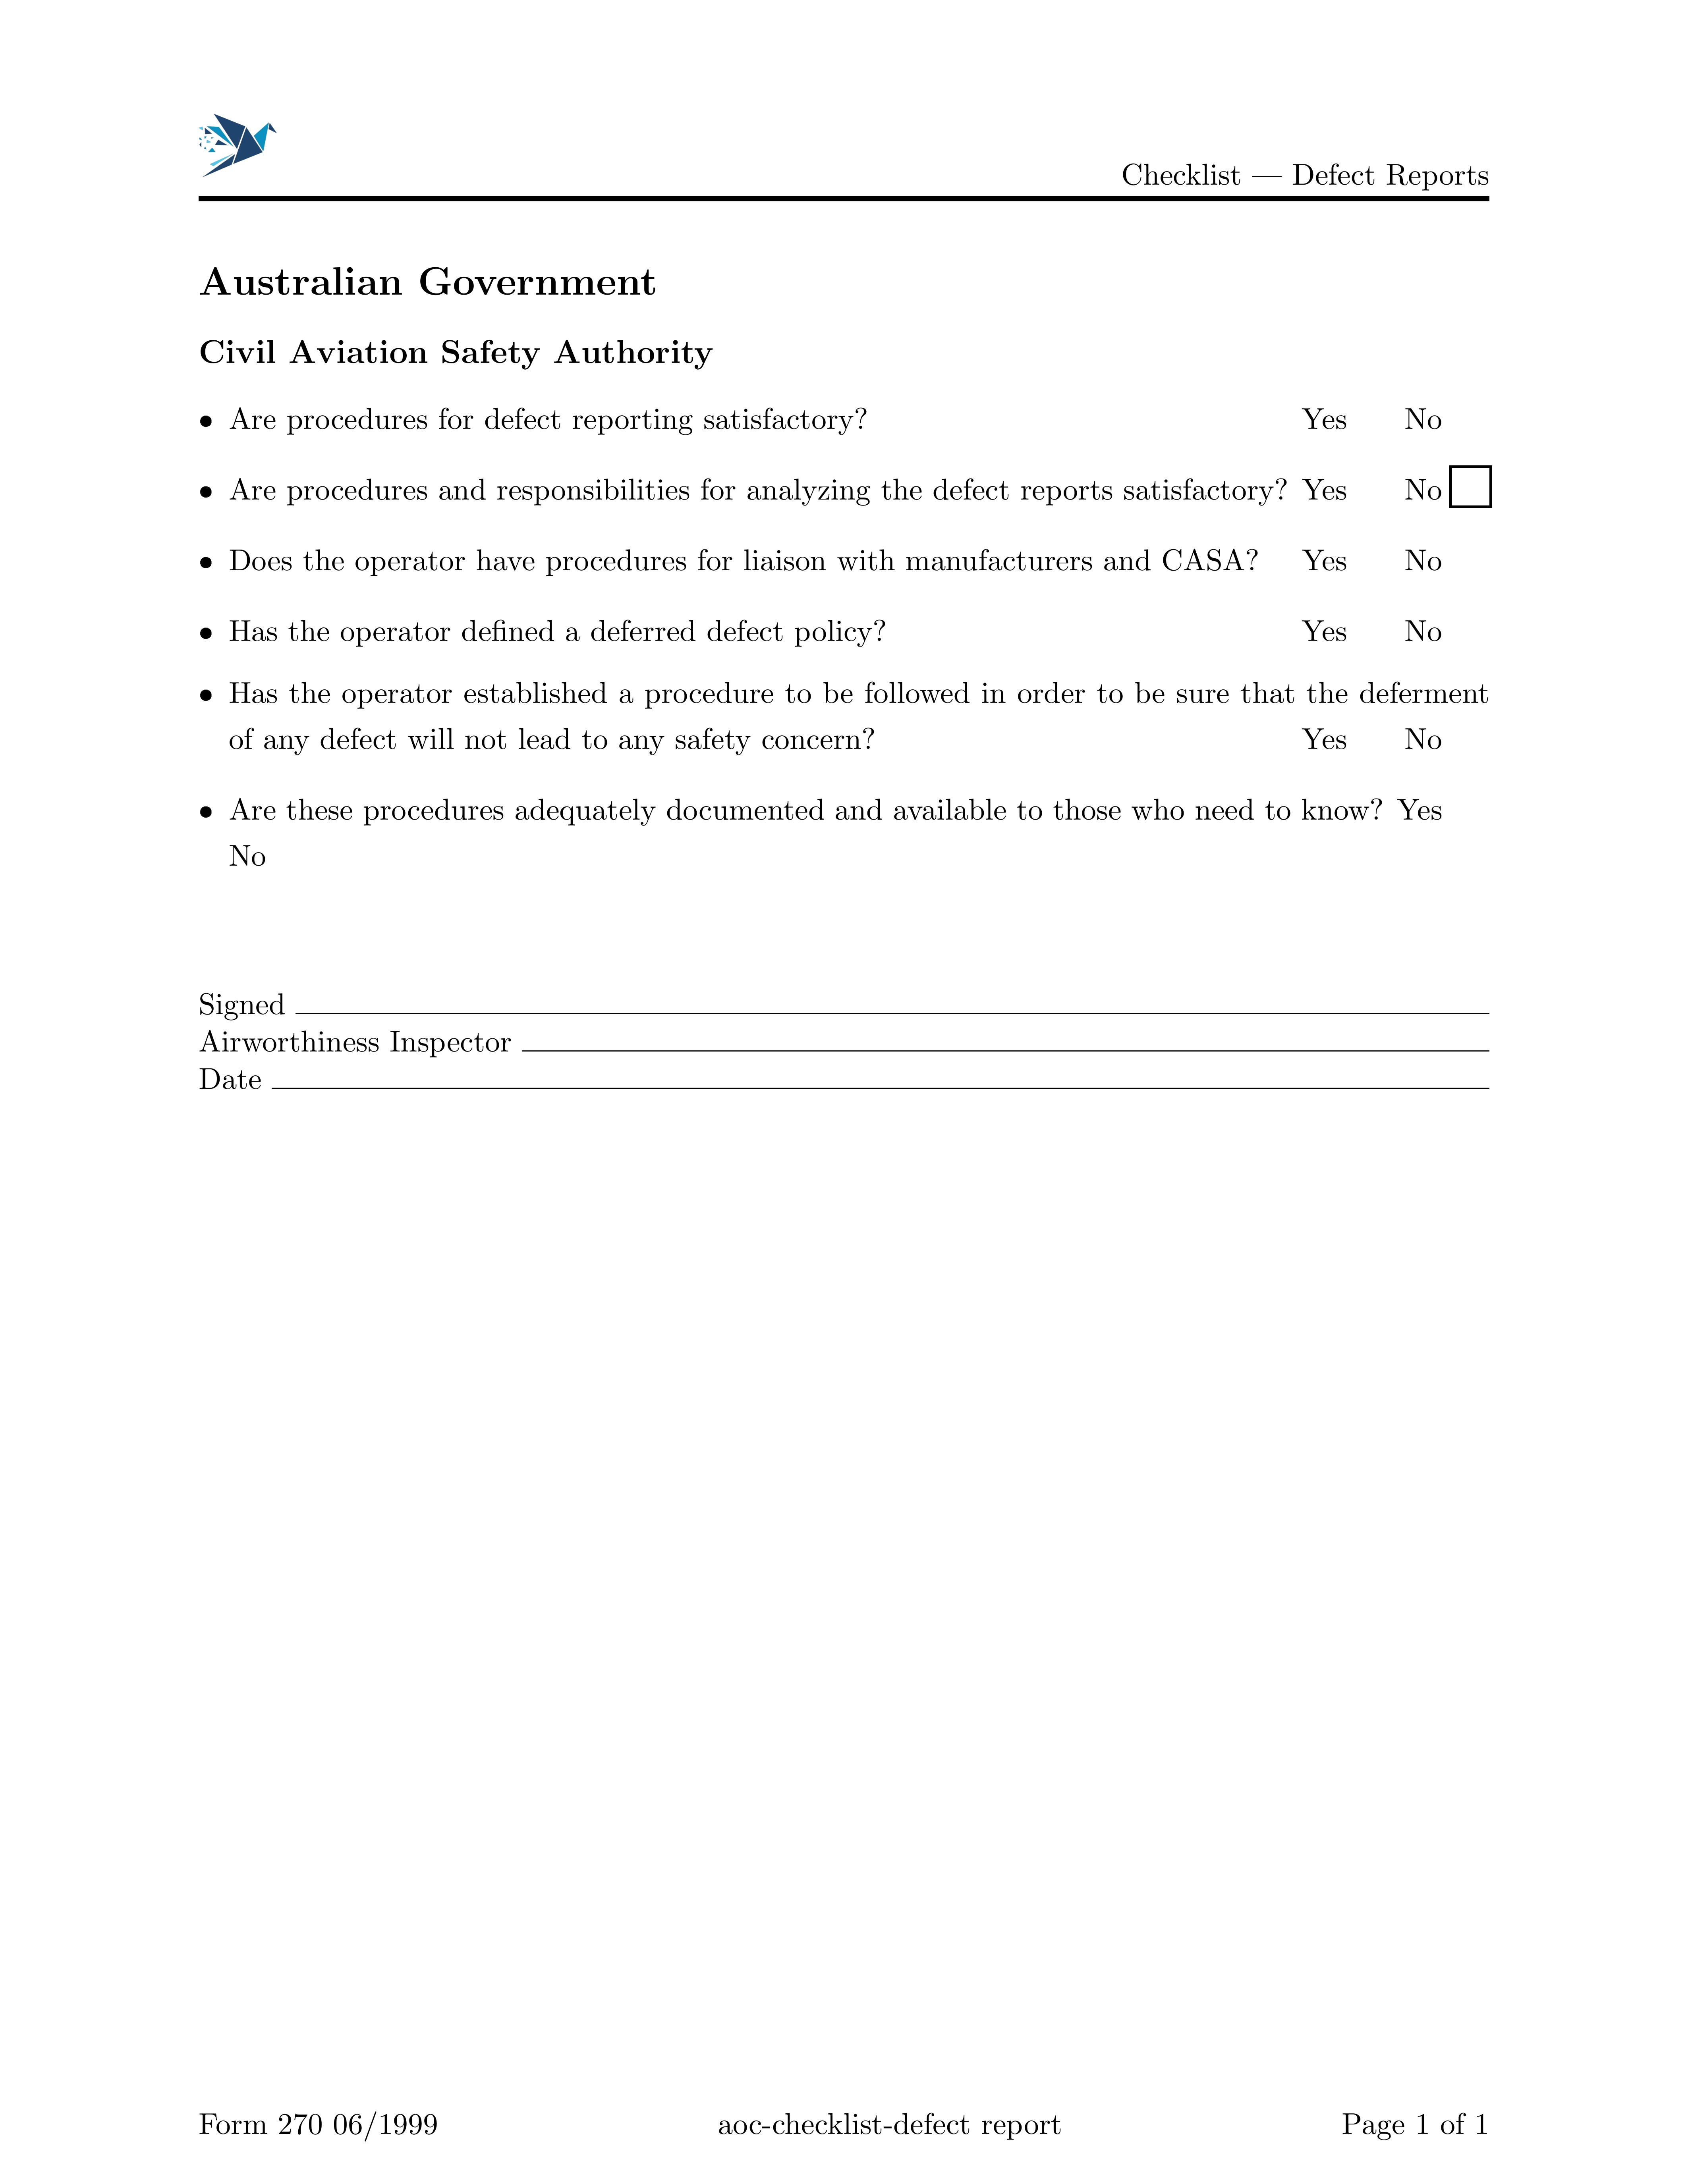 Checklist — Defect Reports
Australian Government
Civil Aviation Safety Authority
• Are procedures for defect reporting satisfactory? Yes No
• Are procedures and responsibilities for analyzing the defect reports satisfactory? Yes No
• Does the operator have procedures for liaison with manufacturers and CASA? Yes No
• Has the operator defined a deferred defect policy? Yes No
• Has the operator established a procedure to be followed in order to be sure that the deferment
of any defect will not lead to any safety concern? Yes No
• Are these procedures adequately documented and available to those who need to know? Yes
No
Signed
Airworthiness Inspector
Date
Form 270 06/1999 aoc-checklist-defect report Page 1 of 1